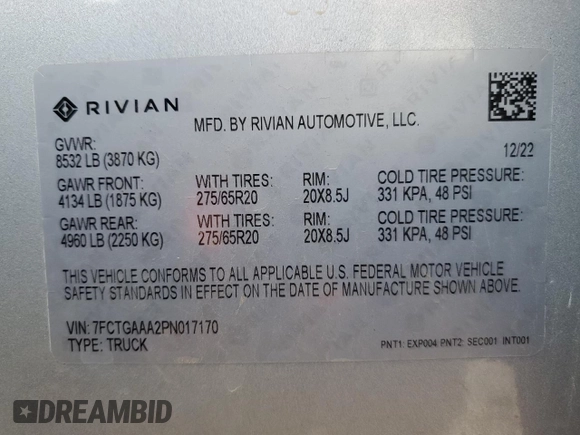 RIVIAN
MFD. BY RIVIAN AUTOMOTIVE, LLC.
GVWR:
8532 LB (3870 KG)
12/22
GAWR FRONT: WITH TIRES: RIM: COLD TIRE PRESSURE:
4134 LB (1875 KG) 275/65R20 20X8.5J 331 KPA, 48 PSI
GAWR REAR: WITH TIRES: RIM: COLD TIRE PRESSURE:
4960 LB (2250 KG) 275/65R20 20X8.5J 331 KPA, 48 PSI
THIS VEHICLE CONFORMS TO ALL APPLICABLE U.S. FEDERAL MOTOR VEHICLE
SAFETY STANDARDS IN EFFECT ON THE DATE OF MANUFACTURE SHOWN ABOVE.
VIN: 7FCTGAAA2PN017170
TYPE: TRUCK
PNT1: EXP004 PNT2: SEC001 INT001
DREAMBID